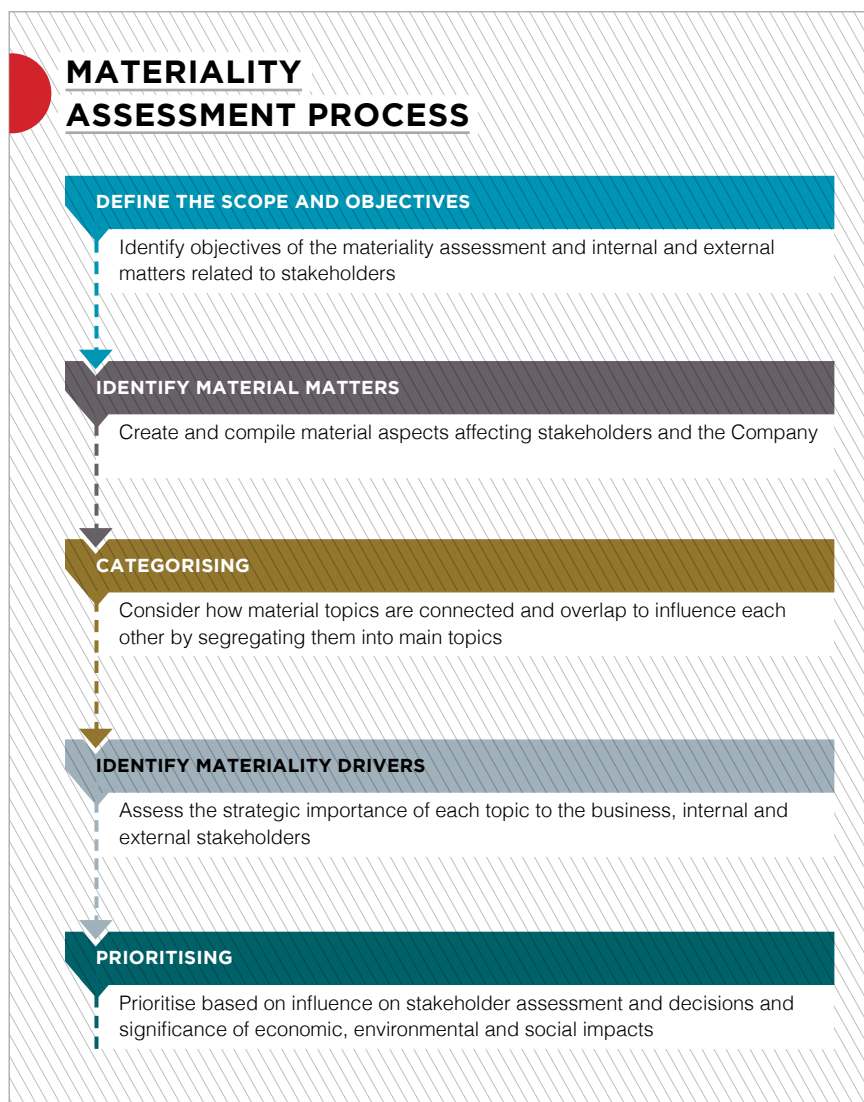 MATERIALITY
ASSESSMENT PROCESS
DEFINE THE SCOPE AND OBJECTIVES
Identify objectives of the materiality assessment and internal and external
matters related to stakeholders
IDENTIFY MATERIAL MATTERS
Create and compile material aspects affecting stakeholders and the Company
CATEGORISING
Consider how material topics are connected and overlap to influence each
other by segregating them into main topics
IDENTIFY MATERIALITY DRIVERS
Assess the strategic importance of each topic to the business, internal and
external stakeholders
PRIORITISING
Prioritise based on influence on stakeholder assessment and decisions and
significance of economic, environmental and social impacts